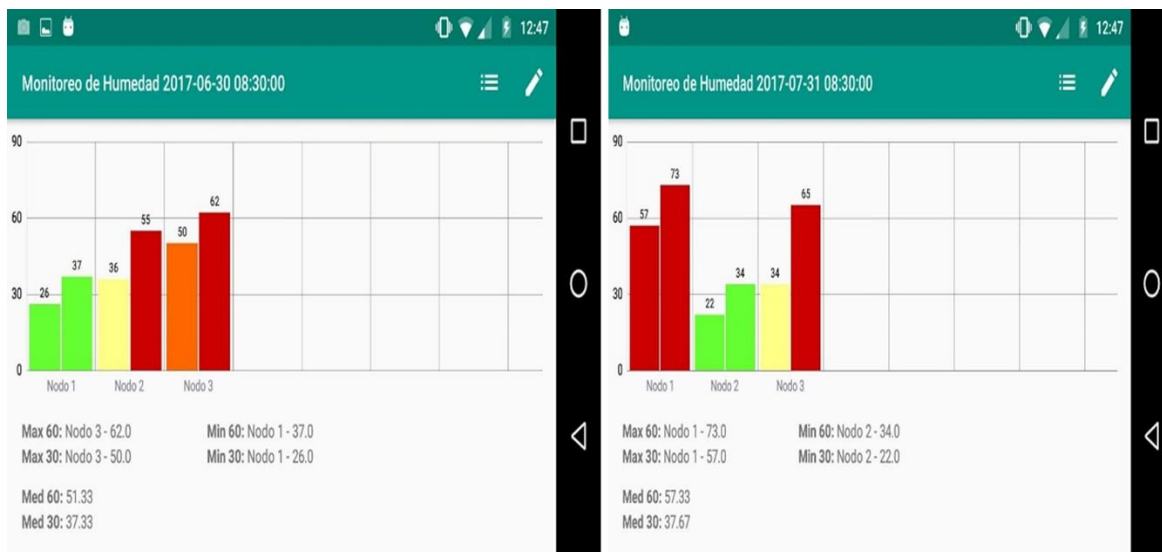 12:47
Monitoreo de Humedad 2017-06-30 08:30:00
90
60
30
0
26
37
36
55
50
62
Nodo 1 Nodo 2 Nodo 3
Max 60: Nodo 3 - 62.0 Min 60: Nodo 1 - 37.0
Max 30: Nodo 3 - 50.0 Min 30: Nodo 1 - 26.0
Med 60: 51.33
Med 30: 37.33
12:47
Monitoreo de Humedad 2017-07-31 08:30:00
90
60
30
0
57
73
22
34
34
65
Nodo 1 Nodo 2 Nodo 3
Max 60: Nodo 1 - 73.0 Min 60: Nodo 2 - 34.0
Max 30: Nodo 1 - 57.0 Min 30: Nodo 2 - 22.0
Med 60: 57.33
Med 30: 37.67